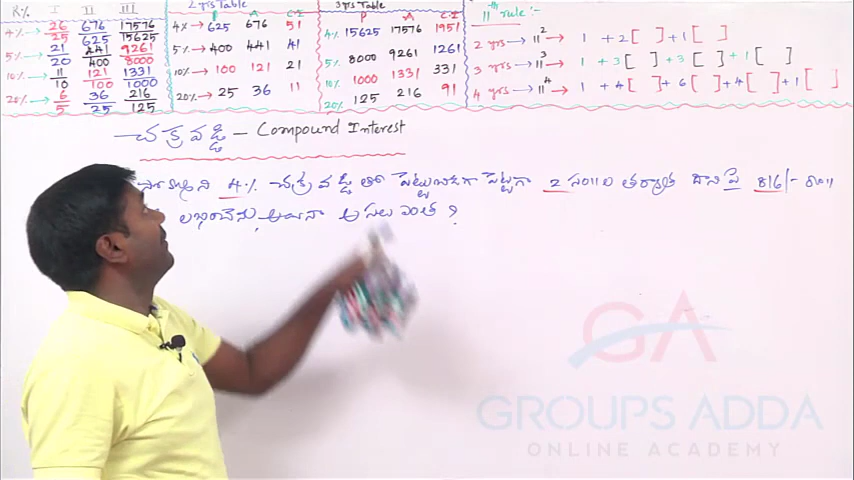 R% I II III
4% → 26/25 676/625 17576/15625
5% → 21/20 441/400 9261/8000
10% → 11/10 121/100 1331/1000
20% → 6/5 36/25 216/125
2 yrs Table
P A C.I
4% → 625 676 51
5% → 400 441 41
10% → 100 121 21
20% → 25 36 11
3 yrs Table
P A C.I
4% 15625 17576 1951
5% 8000 9261 1261
10% 1000 1331 331
20% 125 216 91
11th rule :-
2 yrs → 11² → 1 + 2[ ] + 1[ ]
3 yrs → 11³ → 1 + 3[ ] + 3[ ] + 1[ ]
4 yrs → 11⁴ → 1 + 4[ ] + 6[ ] + 4[ ] + 1[ ]
చక్రవడ్డి – Compound Interest
4% చక్రవడ్డి తో పెట్టుబడిగా పెట్టగా 2 సం॥ల తర్వాత దానిపై 816/-
లభించెను, అయినా అసలు ఎంత ?
GA
GROUPS ADDA
ONLINE ACADEMY